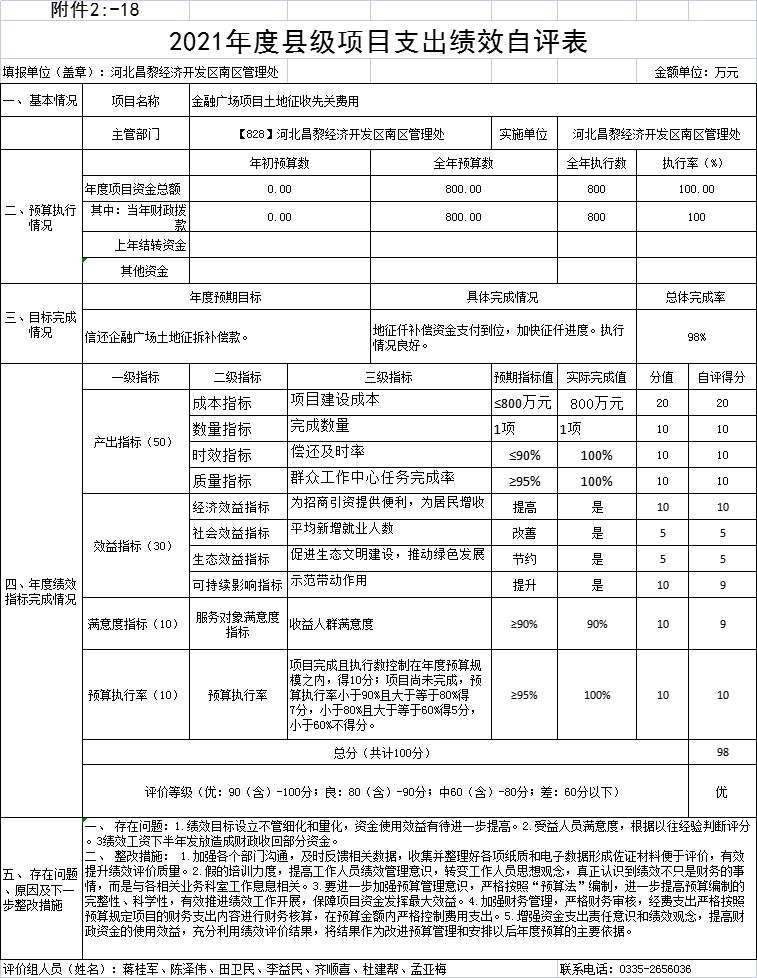 附件2:-18
2021年度县级项目支出绩效自评表
填报单位（盖章）：河北昌黎经济开发区南区管理处 金额单位：万元
一、基本情况 项目名称 金融广场项目土地征收先关费用
主管部门 【828】河北昌黎经济开发区南区管理处 实施单位 河北昌黎经济开发区南区管理处
二、预算执行情况 年初预算数 全年预算数 全年执行数 执行率（%）
年度项目资金总额 0.00 800.00 800 100.00
其中：当年财政拨款 0.00 800.00 800 100
上年结转资金
其他资金
三、目标完成情况 年度预期目标 具体完成情况 总体完成率
信还企融广场土地征拆补偿款。 地征仟补偿资金支付到位，加快征仟进度。执行情况良好。 98%
四、年度绩效指标完成情况 一级指标 二级指标 三级指标 预期指标值 实际完成值 分值 自评得分
产出指标（50） 成本指标 项目建设成本 ≤800万元 800万元 20 20
数量指标 完成数量 1项 1项 10 10
时效指标 偿还及时率 ≤90% 100% 10 10
质量指标 群众工作中心任务完成率 ≥95% 100% 10 10
效益指标（30） 经济效益指标 为招商引资提供便利，为居民增收 提高 是 10 10
社会效益指标 平均新增就业人数 改善 是 5 5
生态效益指标 促进生态文明建设，推动绿色发展 节约 是 5 5
可持续影响指标 示范带动作用 提升 是 10 9
满意度指标（10） 服务对象满意度指标 收益人群满意度 ≥90% 90% 10 9
预算执行率（10） 预算执行率 项目完成且执行数控制在年度预算规模之内，得10分；项目尚未完成，预算执行率小于90%且大于等于80%得7分，小于80%且大于等于60%得5分，小于60%不得分。 ≥95% 100% 10 10
总分（共计100分） 98
评价等级（优：90（含）-100分；良：80（含）-90分；中60（含）-80分；差：60分以下） 优
五、存在问题、原因及下一步整改措施
一、 存在问题：1.绩效目标设立不管细化和量化，资金使用效益有待进一步提高。2.受益人员满意度，根据以往经验判断评分
。3绩效工资下半年发放造成财政收回部分资金。
二、 整改措施： 1.加强各个部门沟通，及时反馈相关数据，收集并整理好各项纸质和电子数据形成佐证材料便于评价，有效
提升绩效评价质量。2.假的培训力度，提高工作人员绩效管理意识，转变工作人员思想观念，真正认识到绩效不只是财务的事
情，而是与各相关业务科室工作息息相关。3.要进一步加强预算管理意识，严格按照“预算法”编制，进一步提高预算编制的
完整性、科学性，有效推进绩效工作开展，保障项目资金发挥最大效益。4.加强财务管理，严格财务审核，经费支出严格按照
预算规定项目的财务支出内容进行财务核算，在预算金额内严格控制费用支出。5.增强资金支出责任意识和绩效观念，提高财
政资金的使用效益，充分利用绩效评价结果，将结果作为改进预算管理和安排以后年度预算的主要依据。
评价组人员（姓名）：蒋桂军、陈泽伟、田卫民、李益民、齐顺喜、杜建帮、孟亚梅 联系电话：0335-2656036